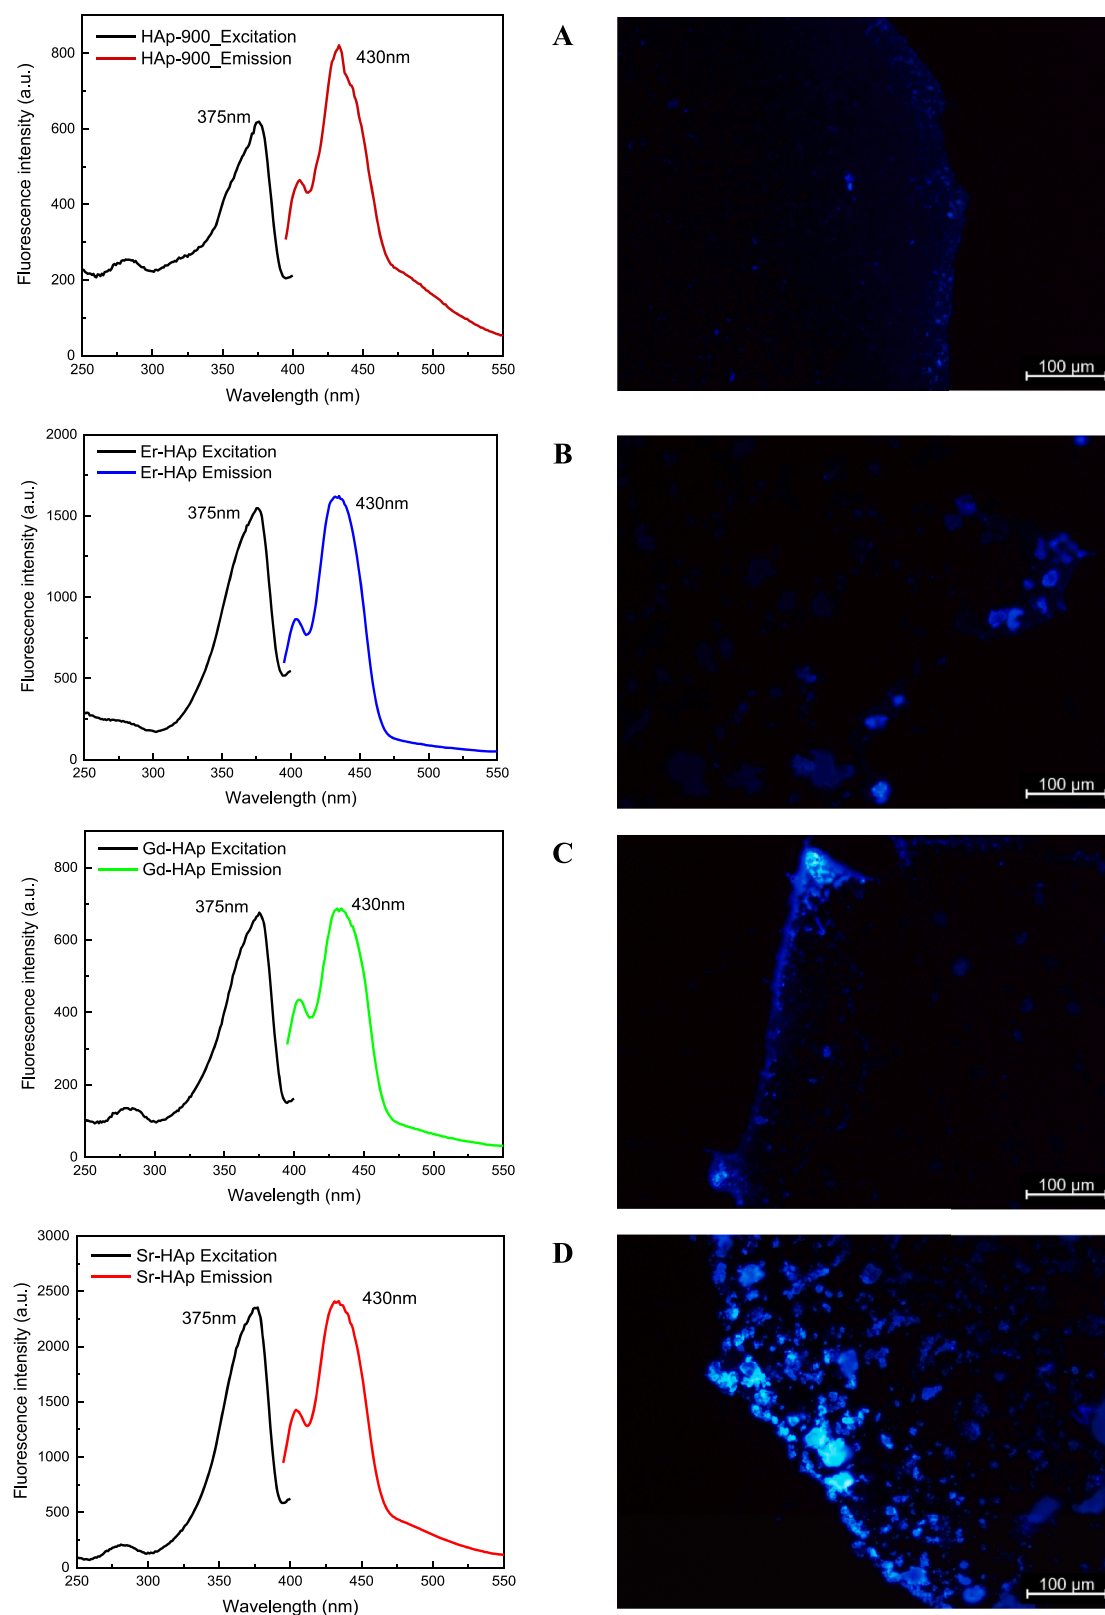 HAp-900_Excitation
HAp-900_Emission
430nm
375nm
Fluorescence intensity (a.u.)
800
600
400
200
0
250 300 350 400 450 500 550
Wavelength (nm)
A
100 µm
Er-HAp Excitation
Er-HAp Emission
430nm
375nm
Fluorescence intensity (a.u.)
2000
1500
1000
500
0
250 300 350 400 450 500 550
Wavelength (nm)
B
100 µm
Gd-HAp Excitation
Gd-HAp Emission
430nm
375nm
Fluorescence intensity (a.u.)
800
600
400
200
0
250 300 350 400 450 500 550
Wavelength (nm)
C
100 µm
Sr-HAp Excitation
Sr-HAp Emission
430nm
375nm
Fluorescence intensity (a.u.)
3000
2500
2000
1500
1000
500
0
250 300 350 400 450 500 550
Wavelength (nm)
D
100 µm